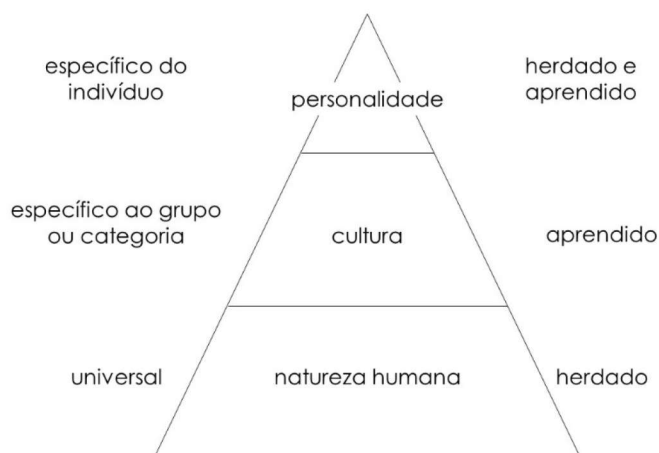 específico do
indivíduo
personalidade
herdado e
aprendido
específico ao grupo
ou categoria
cultura
aprendido
universal
natureza humana
herdado